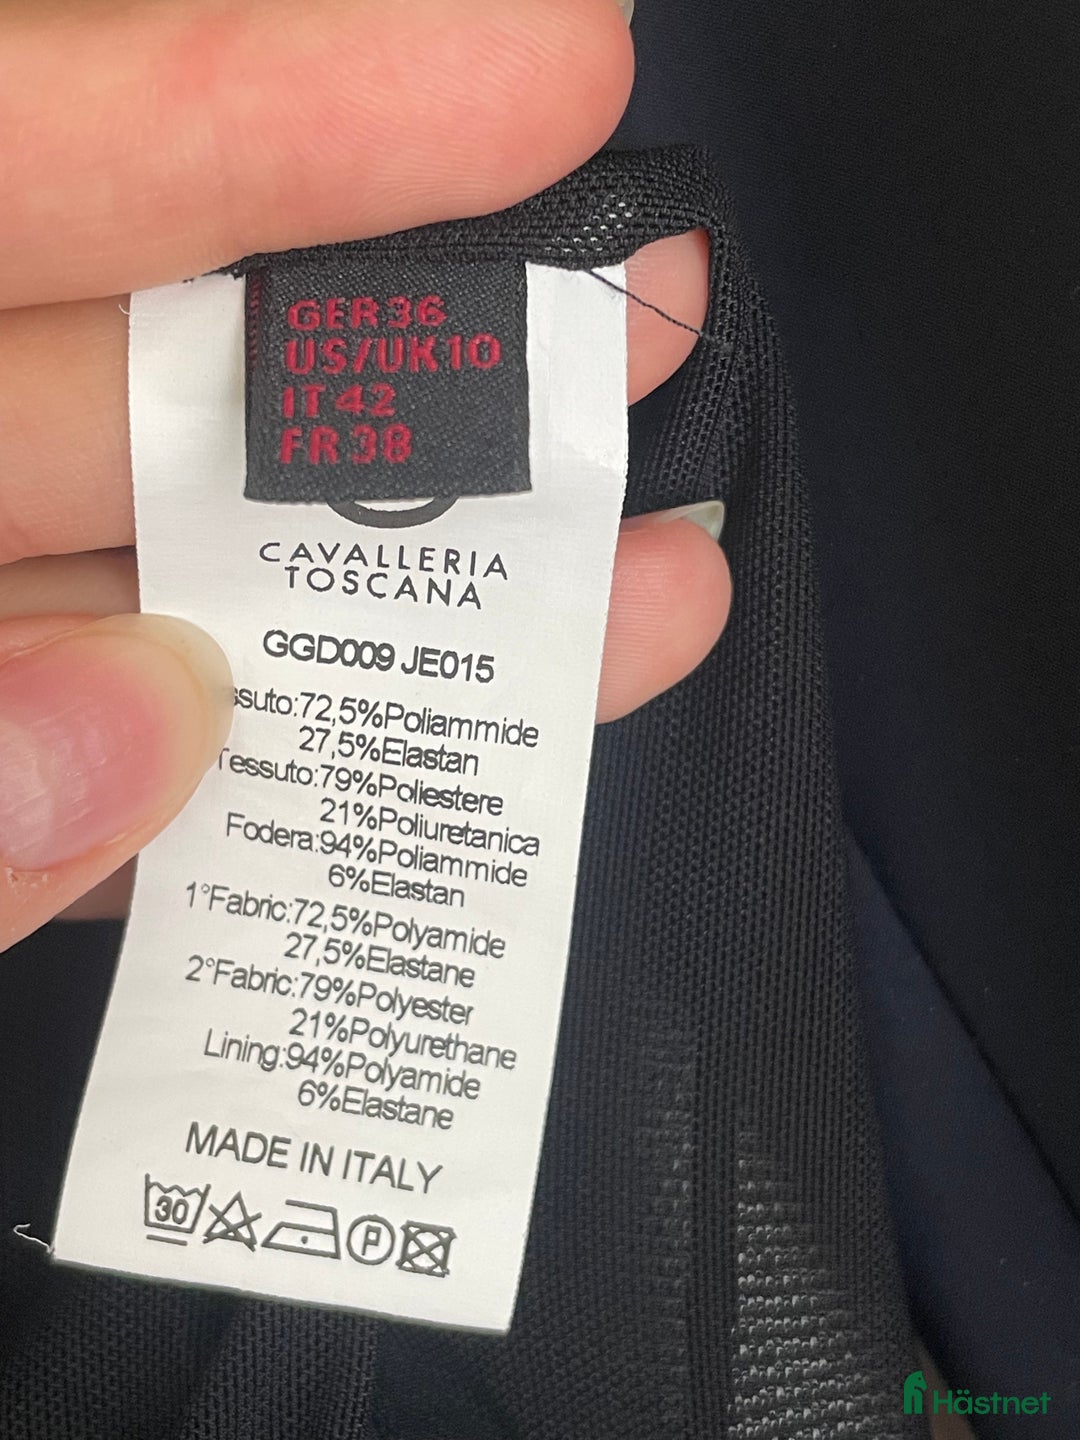 GER 36
US/UK 10
IT 42
FR 38
CAVALLERIA
TOSCANA
GGD009 JE015
ssuto:72,5%Poliammide
27,5%Elastan
Tessuto:79%Poliestere
21%Poliuretanica
Fodera:94%Poliammide
6%Elastan
1°Fabric:72,5%Polyamide
27,5%Elastane
2°Fabric:79%Polyester
21%Polyurethane
Lining:94%Polyamide
6%Elastane
MADE IN ITALY
30 P
Hästnet